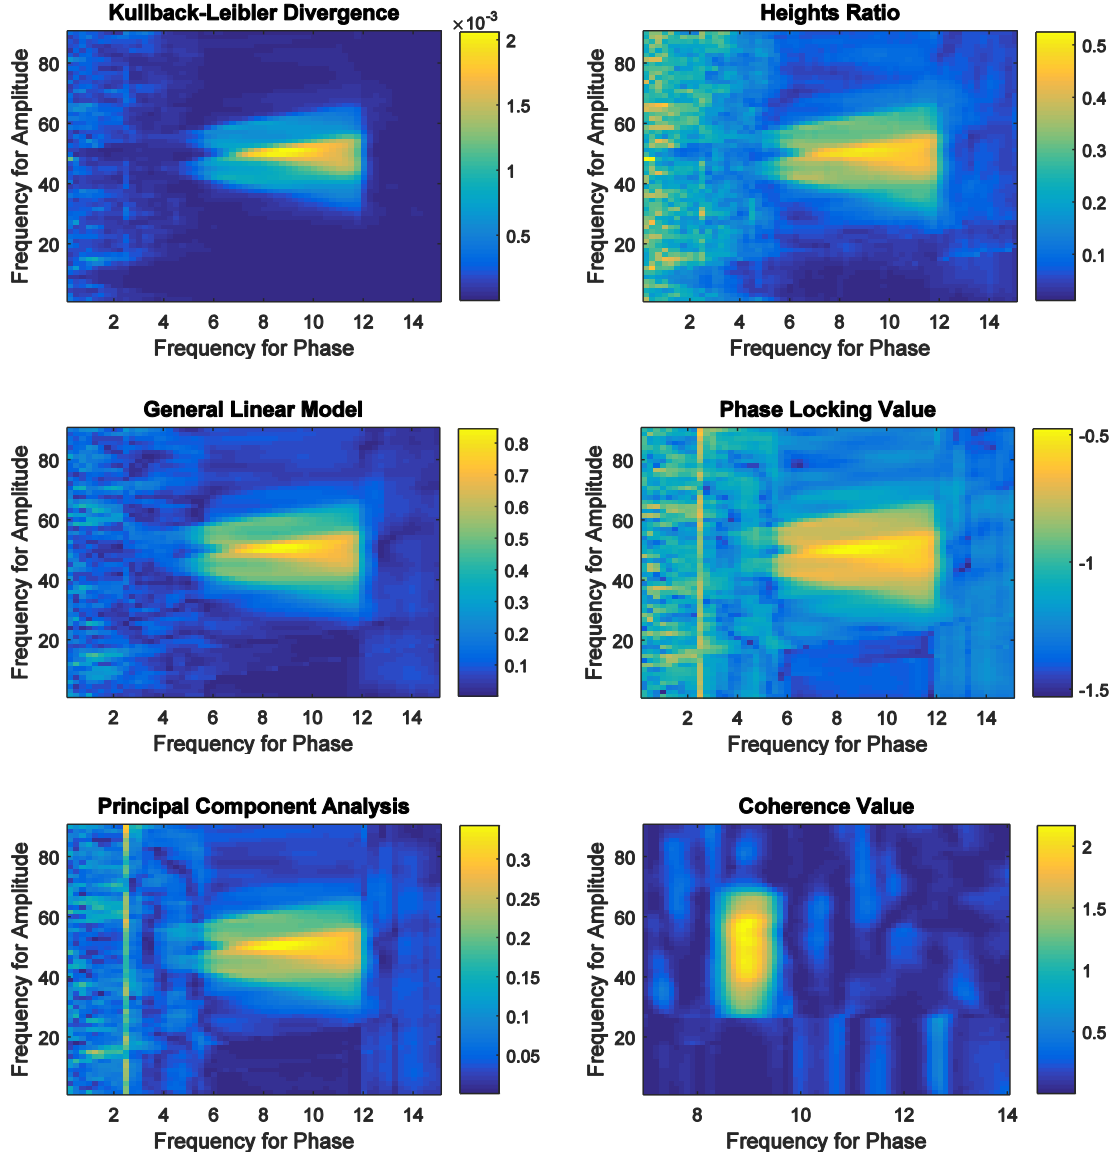 Kullback-Leibler Divergence
×10-3
Frequency for Amplitude
80
60
40
20
2 4 6 8 10 12 14
Frequency for Phase
2
1.5
1
0.5
Heights Ratio
Frequency for Amplitude
80
60
40
20
2 4 6 8 10 12 14
Frequency for Phase
0.5
0.4
0.3
0.2
0.1
General Linear Model
Frequency for Amplitude
80
60
40
20
2 4 6 8 10 12 14
Frequency for Phase
0.8
0.7
0.6
0.5
0.4
0.3
0.2
0.1
Phase Locking Value
Frequency for Amplitude
80
60
40
20
2 4 6 8 10 12 14
Frequency for Phase
-0.5
-1
-1.5
Principal Component Analysis
Frequency for Amplitude
80
60
40
20
2 4 6 8 10 12 14
Frequency for Phase
0.3
0.25
0.2
0.15
0.1
0.05
Coherence Value
Frequency for Amplitude
80
60
40
20
8 10 12 14
Frequency for Phase
2
1.5
1
0.5